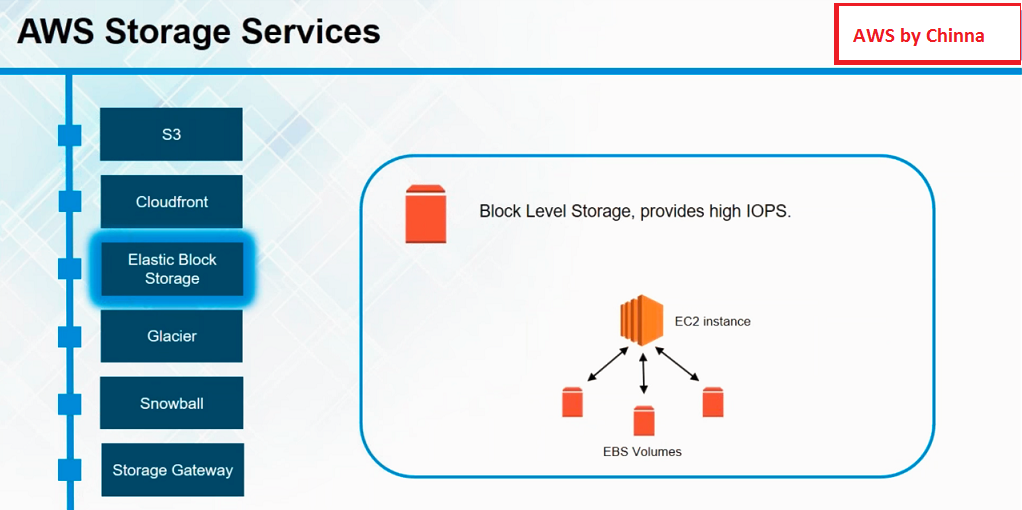 AWS Storage Services
AWS by Chinna
S3
Cloudfront
Elastic Block
Storage
Glacier
Snowball
Storage Gateway
Block Level Storage, provides high IOPS.
EC2 instance
EBS Volumes